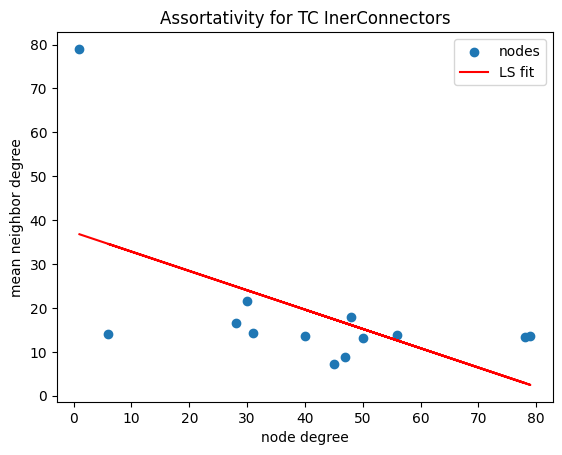 Assortativity for TC InerConnectors
nodes
LS fit
mean neighbor degree
80
70
60
50
40
30
20
10
0
0 10 20 30 40 50 60 70 80
node degree